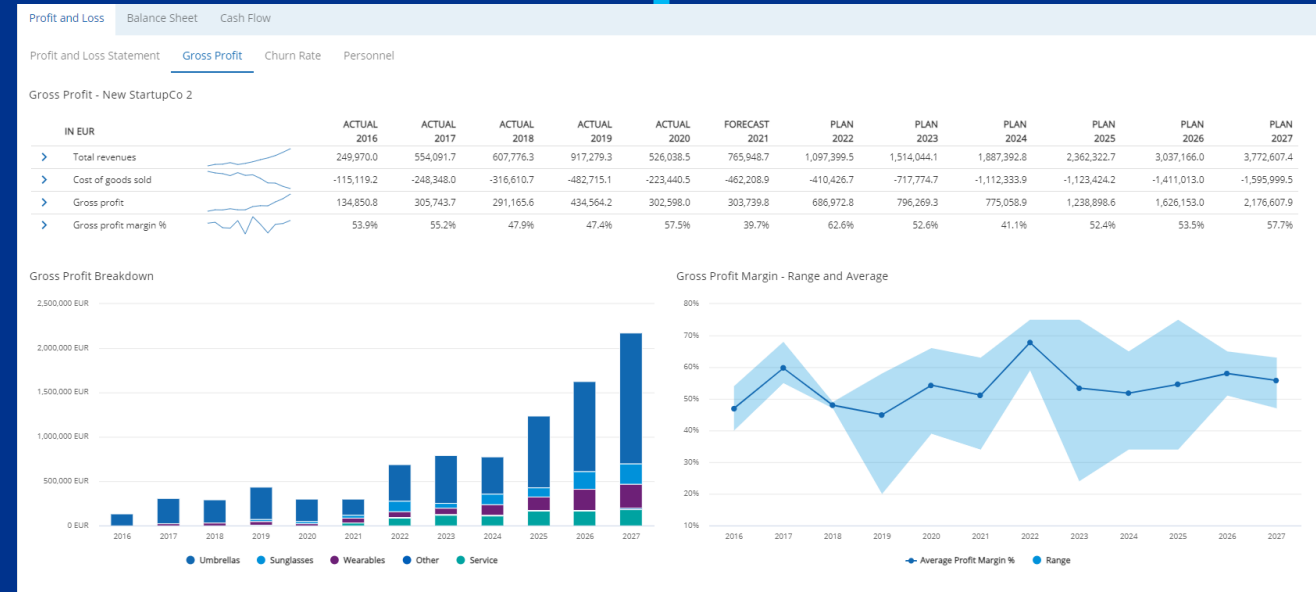 Profit and Loss Balance Sheet Cash Flow
Profit and Loss Statement Gross Profit Churn Rate Personnel
Gross Profit - New StartupCo 2
IN EUR ACTUAL 2016 ACTUAL 2017 ACTUAL 2018 ACTUAL 2019 ACTUAL 2020 FORECAST 2021 PLAN 2022 PLAN 2023 PLAN 2024 PLAN 2025 PLAN 2026 PLAN 2027
Total revenues 249,970.0 554,091.7 607,776.3 917,279.3 526,038.5 765,948.7 1,097,399.5 1,514,044.1 1,887,392.8 2,362,322.7 3,037,166.0 3,772,607.4
Cost of goods sold -115,119.2 -248,348.0 -316,610.7 -482,715.1 -223,440.5 -462,208.9 -410,426.7 -717,774.7 -1,112,333.9 -1,123,424.2 -1,411,013.0 -1,595,999.5
Gross profit 134,850.8 305,743.7 291,165.6 434,564.2 302,598.0 303,739.8 686,972.8 796,269.3 775,058.9 1,238,898.6 1,626,153.0 2,176,607.9
Gross profit margin % 53.9% 55.2% 47.9% 47.4% 57.5% 39.7% 62.6% 52.6% 41.1% 52.4% 53.5% 57.7%
Gross Profit Breakdown
2,500,000 EUR
2,000,000 EUR
1,500,000 EUR
1,000,000 EUR
500,000 EUR
0 EUR
2016 2017 2018 2019 2020 2021 2022 2023 2024 2025 2026 2027
Umbrellas Sunglasses Wearables Other Service
Gross Profit Margin - Range and Average
80%
70%
60%
50%
40%
30%
20%
10%
2016 2017 2018 2019 2020 2021 2022 2023 2024 2025 2026 2027
Average Profit Margin % Range